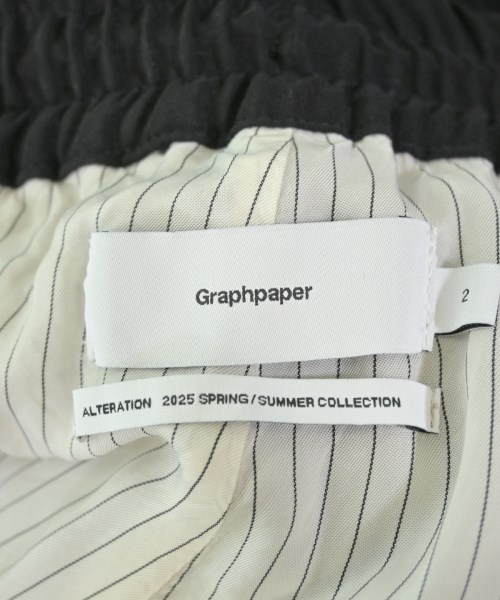 Graphpaper
2
ALTERATION 2025 SPRING/SUMMER COLLECTION